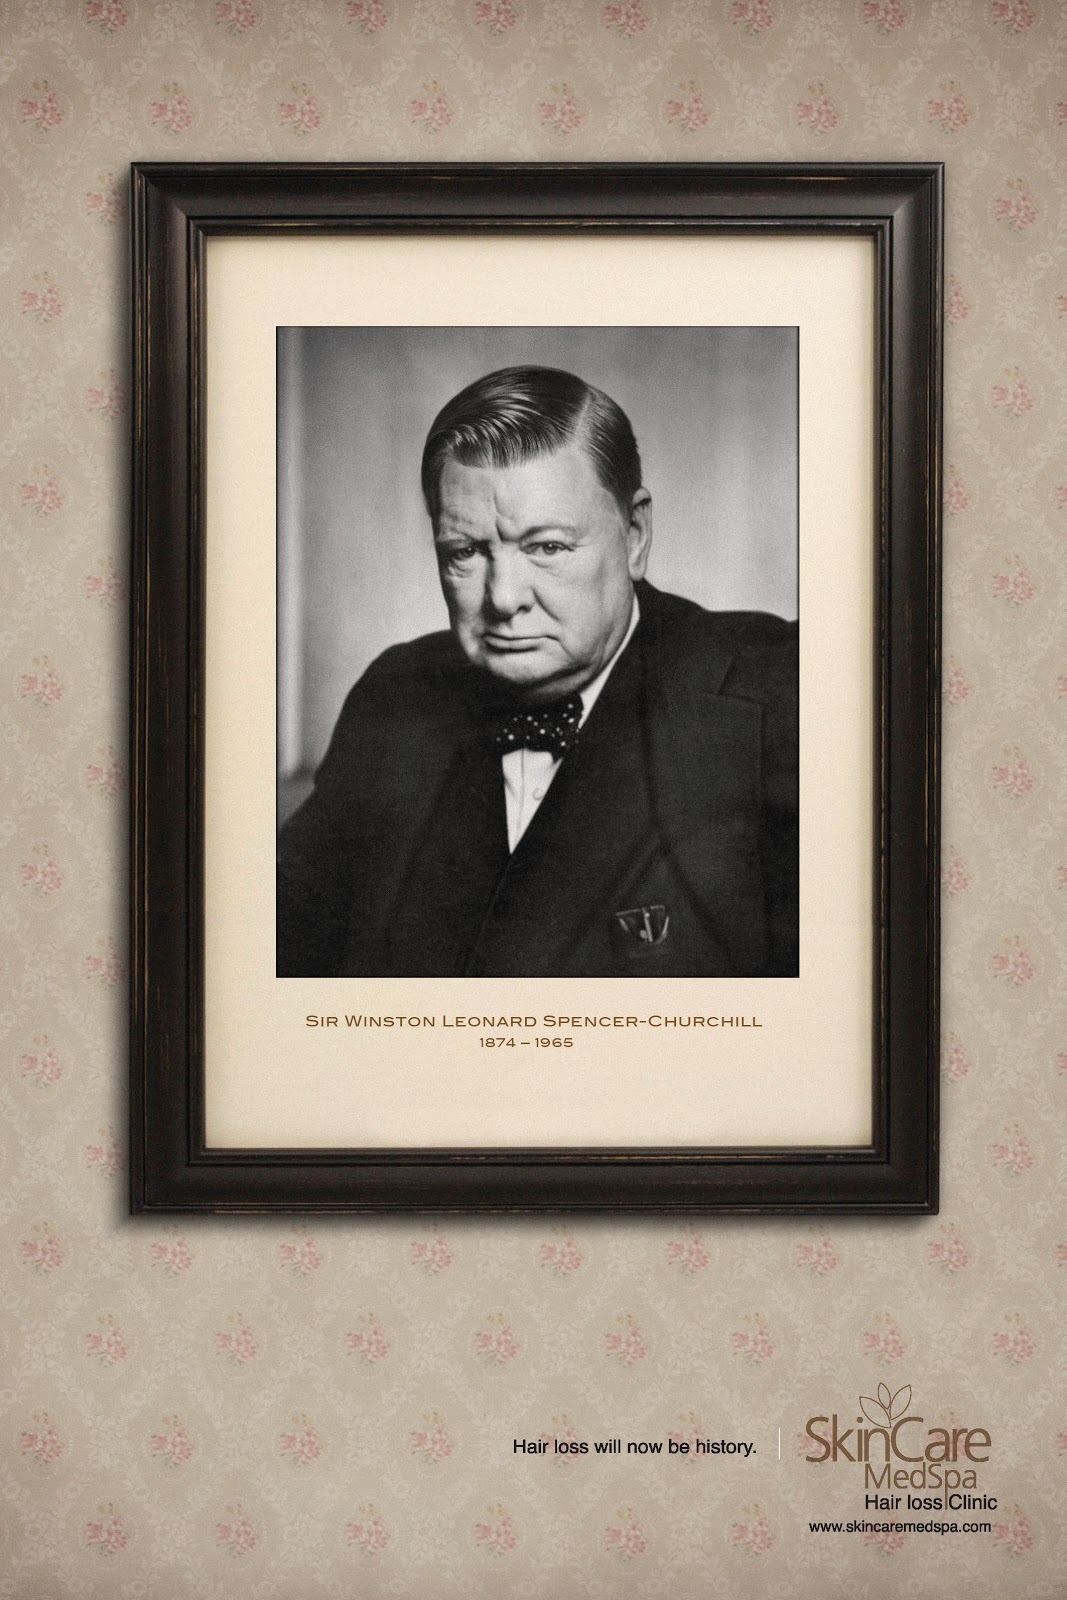 SIR WINSTON LEONARD SPENCER-CHURCHILL
1874 – 1965
Hair loss will now be history.
SkinCare
MedSpa
Hair loss Clinic
www.skincaremedspa.com